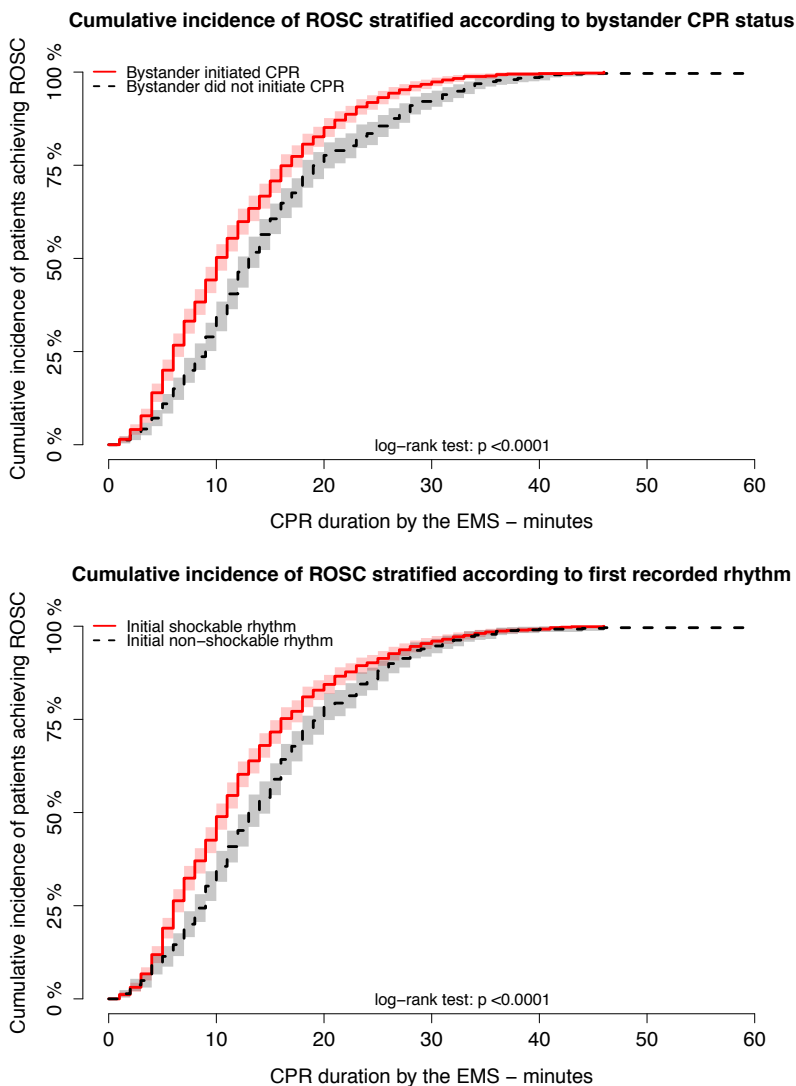 Cumulative incidence of ROSC stratified according to bystander CPR status
Cumulative incidence of patients achieving ROSC
100 %
75 %
50 %
25 %
0 %
Bystander initiated CPR
Bystander did not initiate CPR
log−rank test: p <0.0001
0 10 20 30 40 50 60
CPR duration by the EMS − minutes
Cumulative incidence of ROSC stratified according to first recorded rhythm
Cumulative incidence of patients achieving ROSC
100 %
75 %
50 %
25 %
0 %
Initial shockable rhythm
Initial non−shockable rhythm
log−rank test: p <0.0001
0 10 20 30 40 50 60
CPR duration by the EMS − minutes